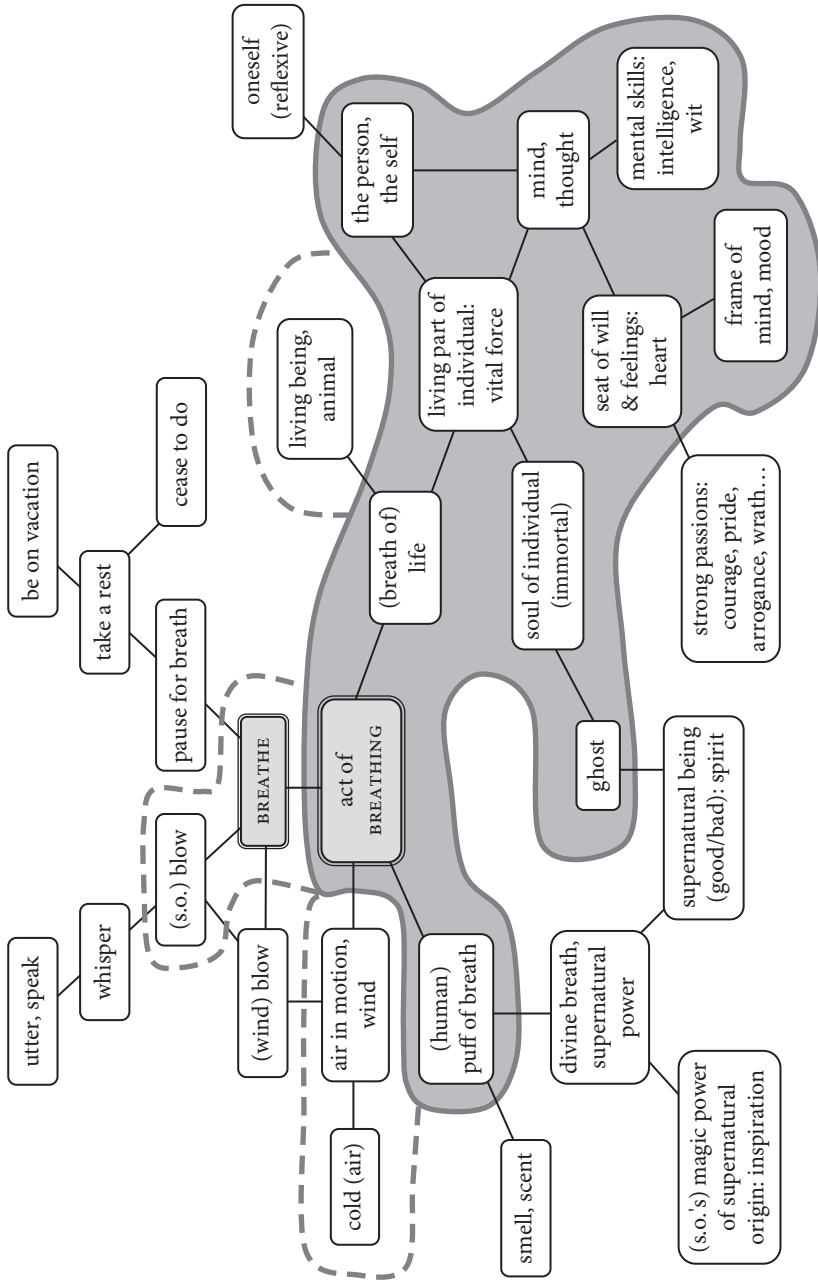 utter, speak
whisper
(s.o.) blow
(wind) blow
BREATHE
pause for breath
take a rest
be on vacation
cease to do
cold (air)
air in motion,
wind
act of
BREATHING
(breath of)
life
living being,
animal
oneself
(reflexive)
the person,
the self
smell, scent
(human)
puff of breath
living part of
individual:
vital force
mind,
thought
soul of individual
(immortal)
ghost
divine breath,
supernatural
power
seat of will
& feelings:
heart
mental skills:
intelligence,
wit
(s.o.'s) magic power
of supernatural
origin: inspiration
supernatural being
(good/bad): spirit
strong passions:
courage, pride,
arrogance, wrath…
frame of
mind, mood